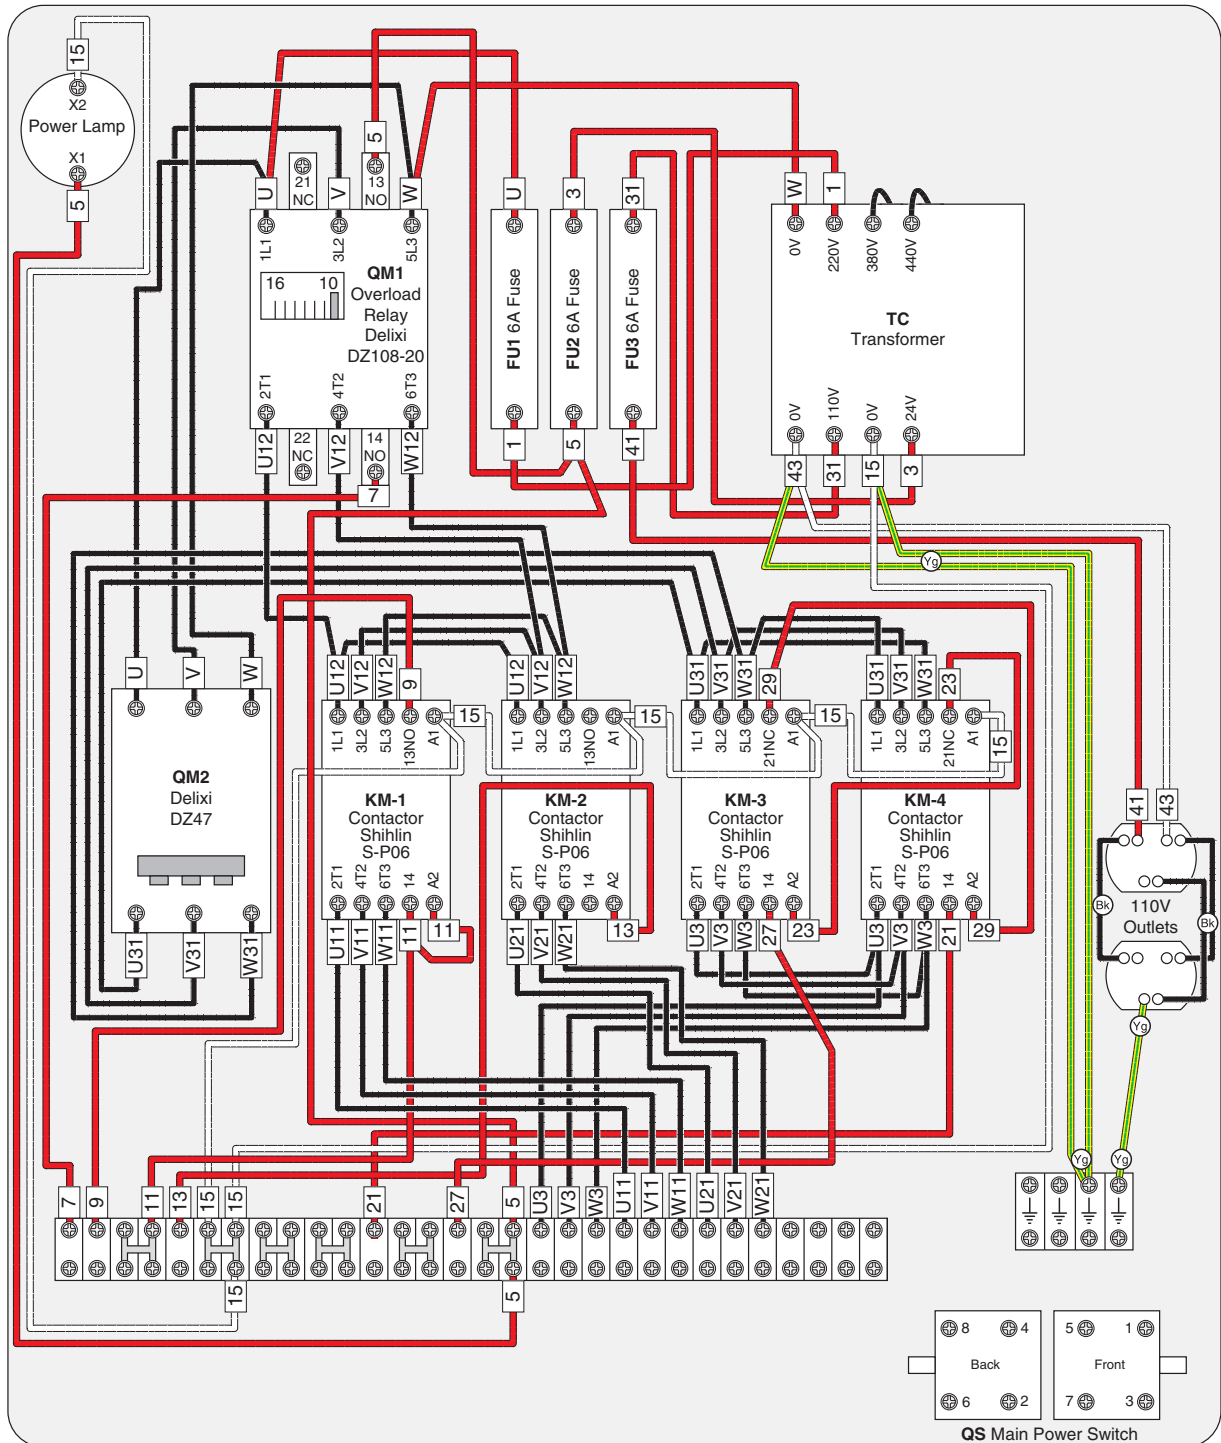 15
X2
Power Lamp
X1
5
5
U
21
NC
V
13
NO
W
1L1
3L2
5L3
16
10
QM1
Overload
Relay
Delixi
DZ108-20
2T1
4T2
6T3
U12
22
NC
V12
14
NO
W12
7
U
3
31
FU1 6A Fuse
FU2 6A Fuse
FU3 6A Fuse
1
5
41
W
1
0V
220V
380V
440V
TC
Transformer
0V
110V
0V
24V
43
31
15
3
Yg
U
V
W
QM2
Delixi
DZ47
U31
V31
W31
U12
V12
W12
9
1L1
3L2
5L3
13NO
A1
15
KM-1
Contactor
Shihlin
S-P06
2T1
4T2
6T3
14
A2
U11
V11
W11
11
11
U12
V12
W12
1L1
3L2
5L3
13NO
A1
15
KM-2
Contactor
Shihlin
S-P06
2T1
4T2
6T3
14
A2
U21
V21
W21
13
U31
V31
W31
29
1L1
3L2
5L3
21NC
A1
15
KM-3
Contactor
Shihlin
S-P06
2T1
4T2
6T3
14
A2
U3
V3
W3
27
23
U31
V31
W31
23
1L1
3L2
5L3
21NC
A1
15
KM-4
Contactor
Shihlin
S-P06
2T1
4T2
6T3
14
A2
U3
V3
W3
21
29
41
43
Bk
110V
Outlets
Bk
Yg
Yg
Yg
7
9
11
13
15
15
21
27
5
U3
V3
W3
U11
V11
W11
U21
V21
W21
15
5
8
4
Back
6
2
5
1
Front
7
3
QS Main Power Switch